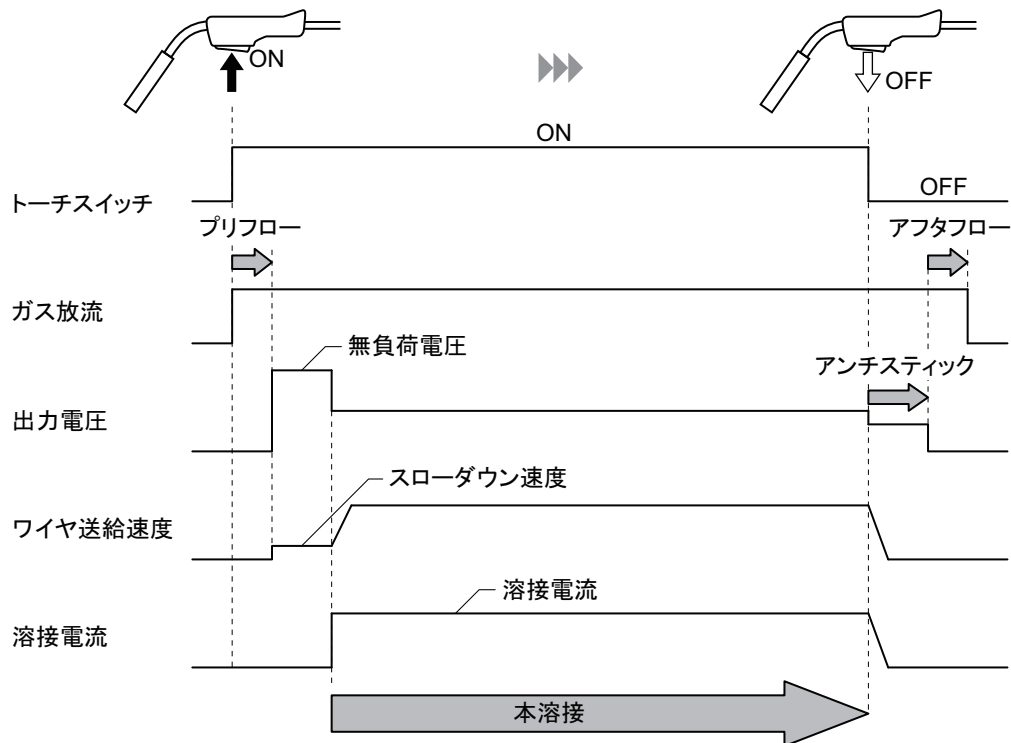 ON
OFF
ON
トーチスイッチ
OFF
プリフロー
アフタフロー
ガス放流
無負荷電圧
アンチスティック
出力電圧
スローダウン速度
ワイヤ送給速度
溶接電流
溶接電流
本溶接